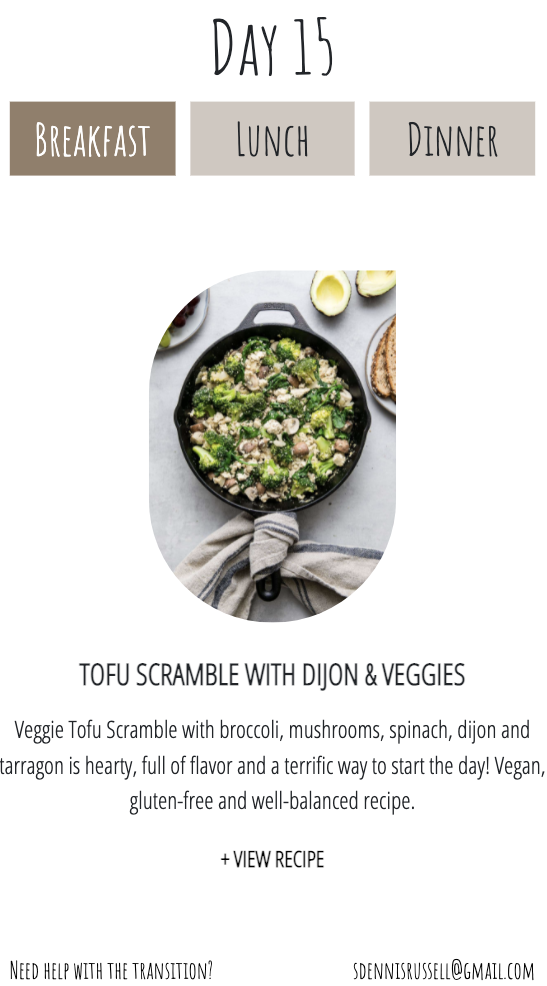 Day 15
Breakfast
Lunch
Dinner
TOFU SCRAMBLE WITH DIJON & VEGGIES
Veggie Tofu Scramble with broccoli, mushrooms, spinach, dijon and
tarragon is hearty, full of flavor and a terrific way to start the day! Vegan,
gluten-free and well-balanced recipe.
+ VIEW RECIPE
Need help with the transition?
sdennisrussell@gmail.com